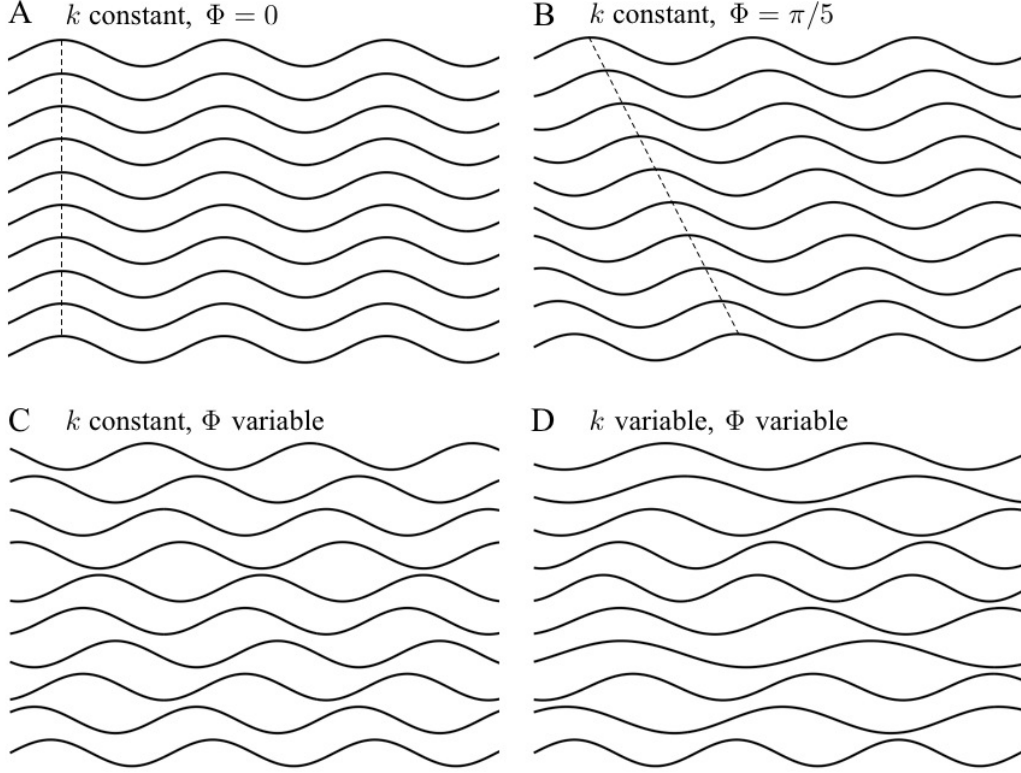 A k constant, Φ = 0
B k constant, Φ = π/5
C k constant, Φ variable
D k variable, Φ variable